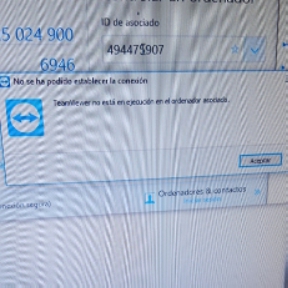 ID de asociado
5 024 900
494475907
6946
No se ha podido establecer la conexión
TeamViewer no está en ejecución en el ordenador asociado.
Aceptar
Ordenadores & contactos